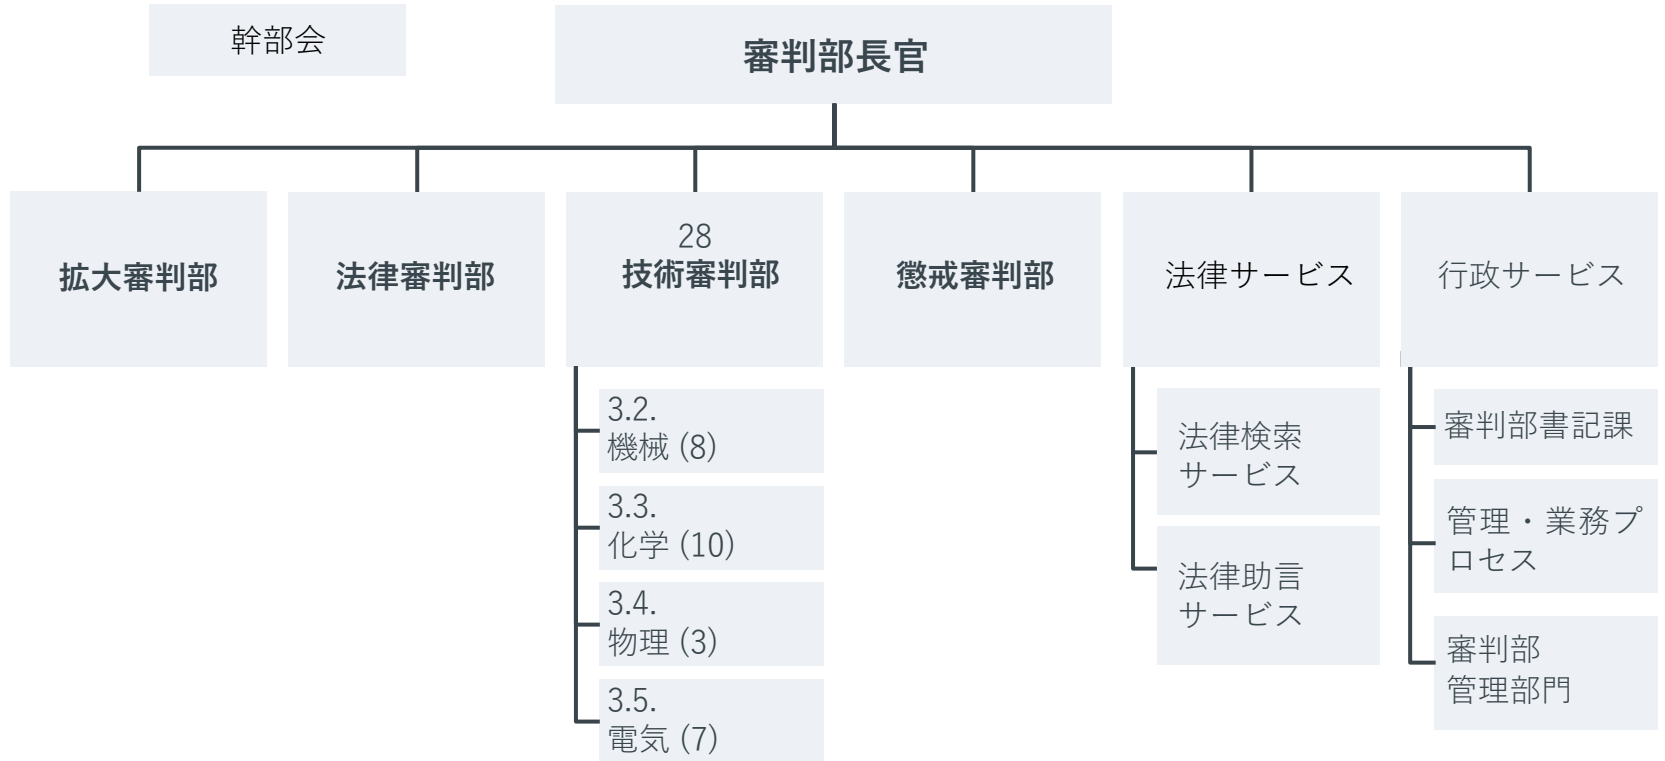 幹部会
審判部長官
拡大審判部
法律審判部
28
技術審判部
懲戒審判部
法律サービス
行政サービス
3.2.
機械 (8)
3.3.
化学 (10)
3.4.
物理 (3)
3.5.
電気 (7)
法律検索
サービス
法律助言
サービス
審判部書記課
管理・業務プ
ロセス
審判部
管理部門